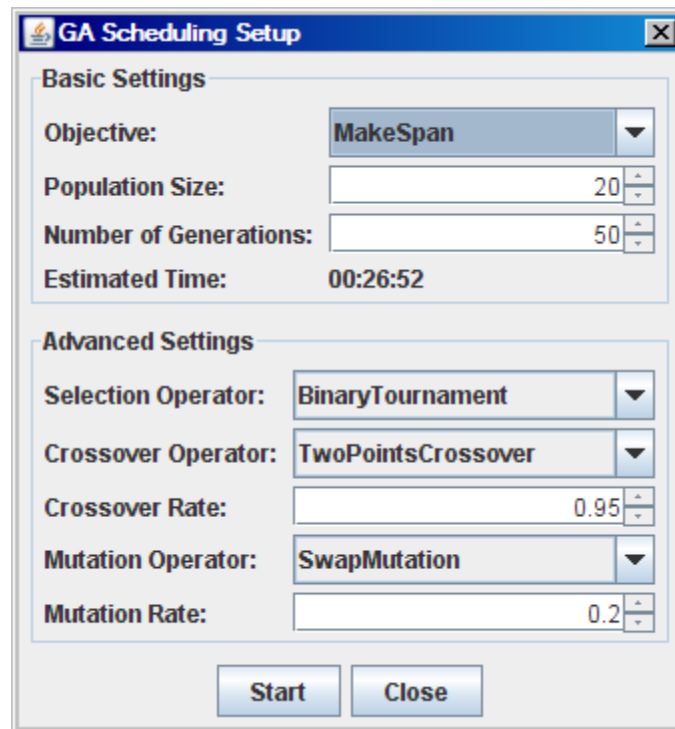 GA Scheduling Setup
Basic Settings
Objective: MakeSpan
Population Size: 20
Number of Generations: 50
Estimated Time: 00:26:52
Advanced Settings
Selection Operator: BinaryTournament
Crossover Operator: TwoPointsCrossover
Crossover Rate: 0.95
Mutation Operator: SwapMutation
Mutation Rate: 0.2
Start Close